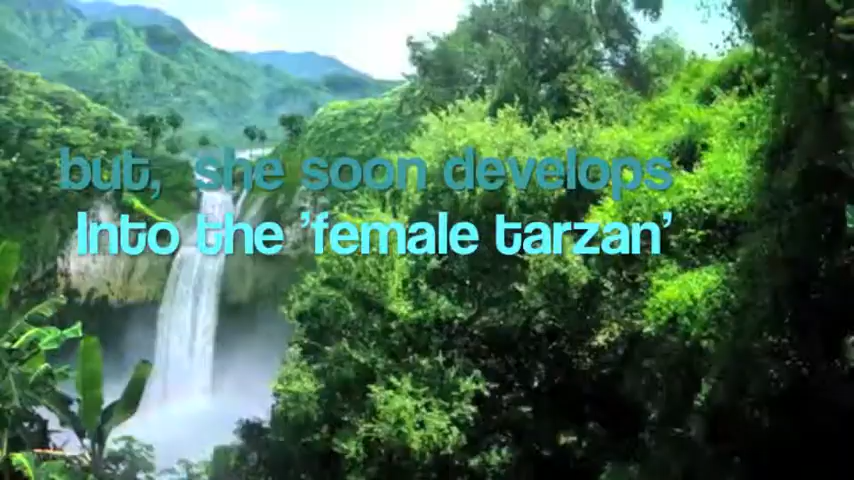 but, she soon develops
Into the 'female tarzan'